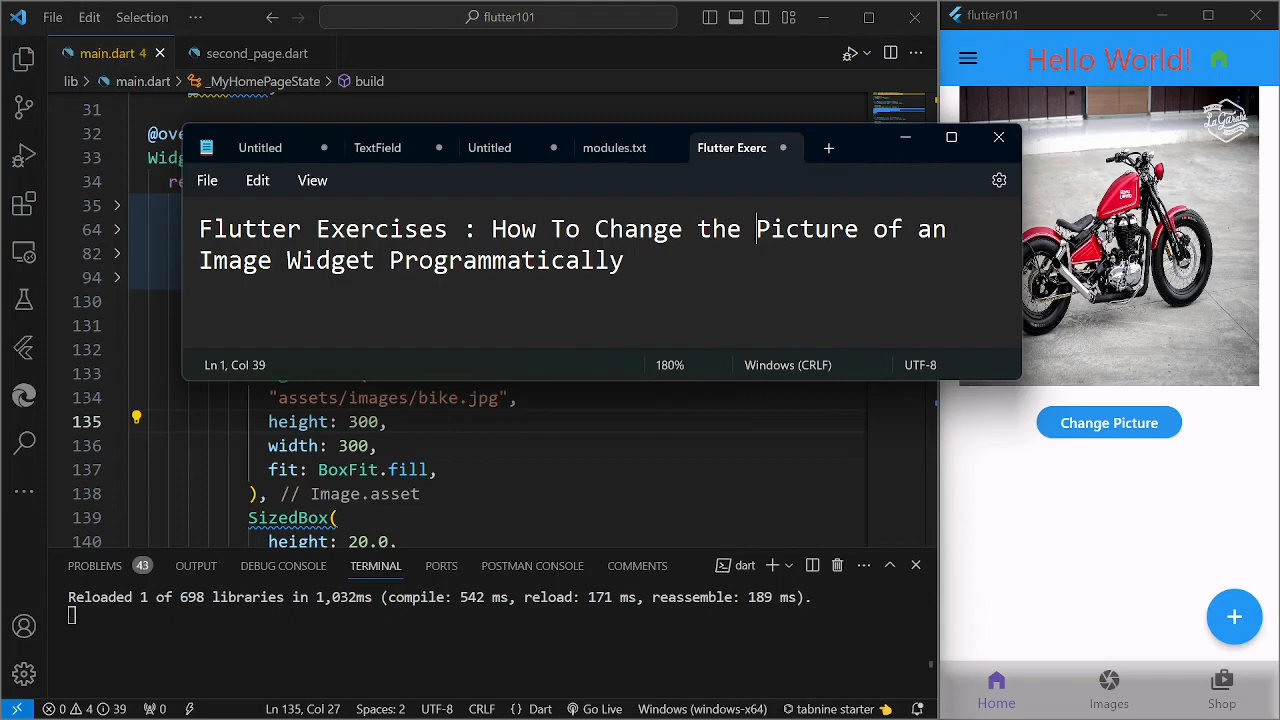 File Edit Selection ··· flutter101
main.dart 4 second_page.dart
lib > main.dart > _MyHomePageState > build
31
32 @ove
33 Widg
34 re
35
64
82
94
130
131
132
133
134 "assets/images/bike.jpg",
135 height: 300,
136 width: 300,
137 fit: BoxFit.fill,
138 ), // Image.asset
139 SizedBox(
140 height: 20.0,
Untitled TextField Untitled modules.txt Flutter Exerc
File Edit View
Flutter Exercises : How To Change the Picture of an
Image Widget Programmatically
Ln 1, Col 39 180% Windows (CRLF) UTF-8
PROBLEMS 43 OUTPUT DEBUG CONSOLE TERMINAL PORTS POSTMAN CONSOLE COMMENTS dart
Reloaded 1 of 698 libraries in 1,032ms (compile: 542 ms, reload: 171 ms, reassemble: 189 ms).
0 4 39 0 Ln 135, Col 27 Spaces: 2 UTF-8 CRLF {} Dart Go Live Windows (windows-x64) tabnine starter
flutter101
Hello World!
La Garage
Change Picture
Home Images Shop